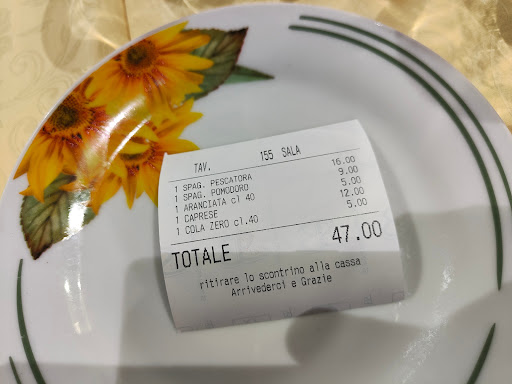 TAV. 155 SALA
1 SPAG. PESCATORA 16.00
1 SPAG. POMODORO 9.00
1 ARANCIATA cl 40 5.00
1 CAPRESE 12.00
1 COLA ZERO cl.40 5.00
TOTALE 47.00
ritirare lo scontrino alla cassa
Arrivederci e Grazie